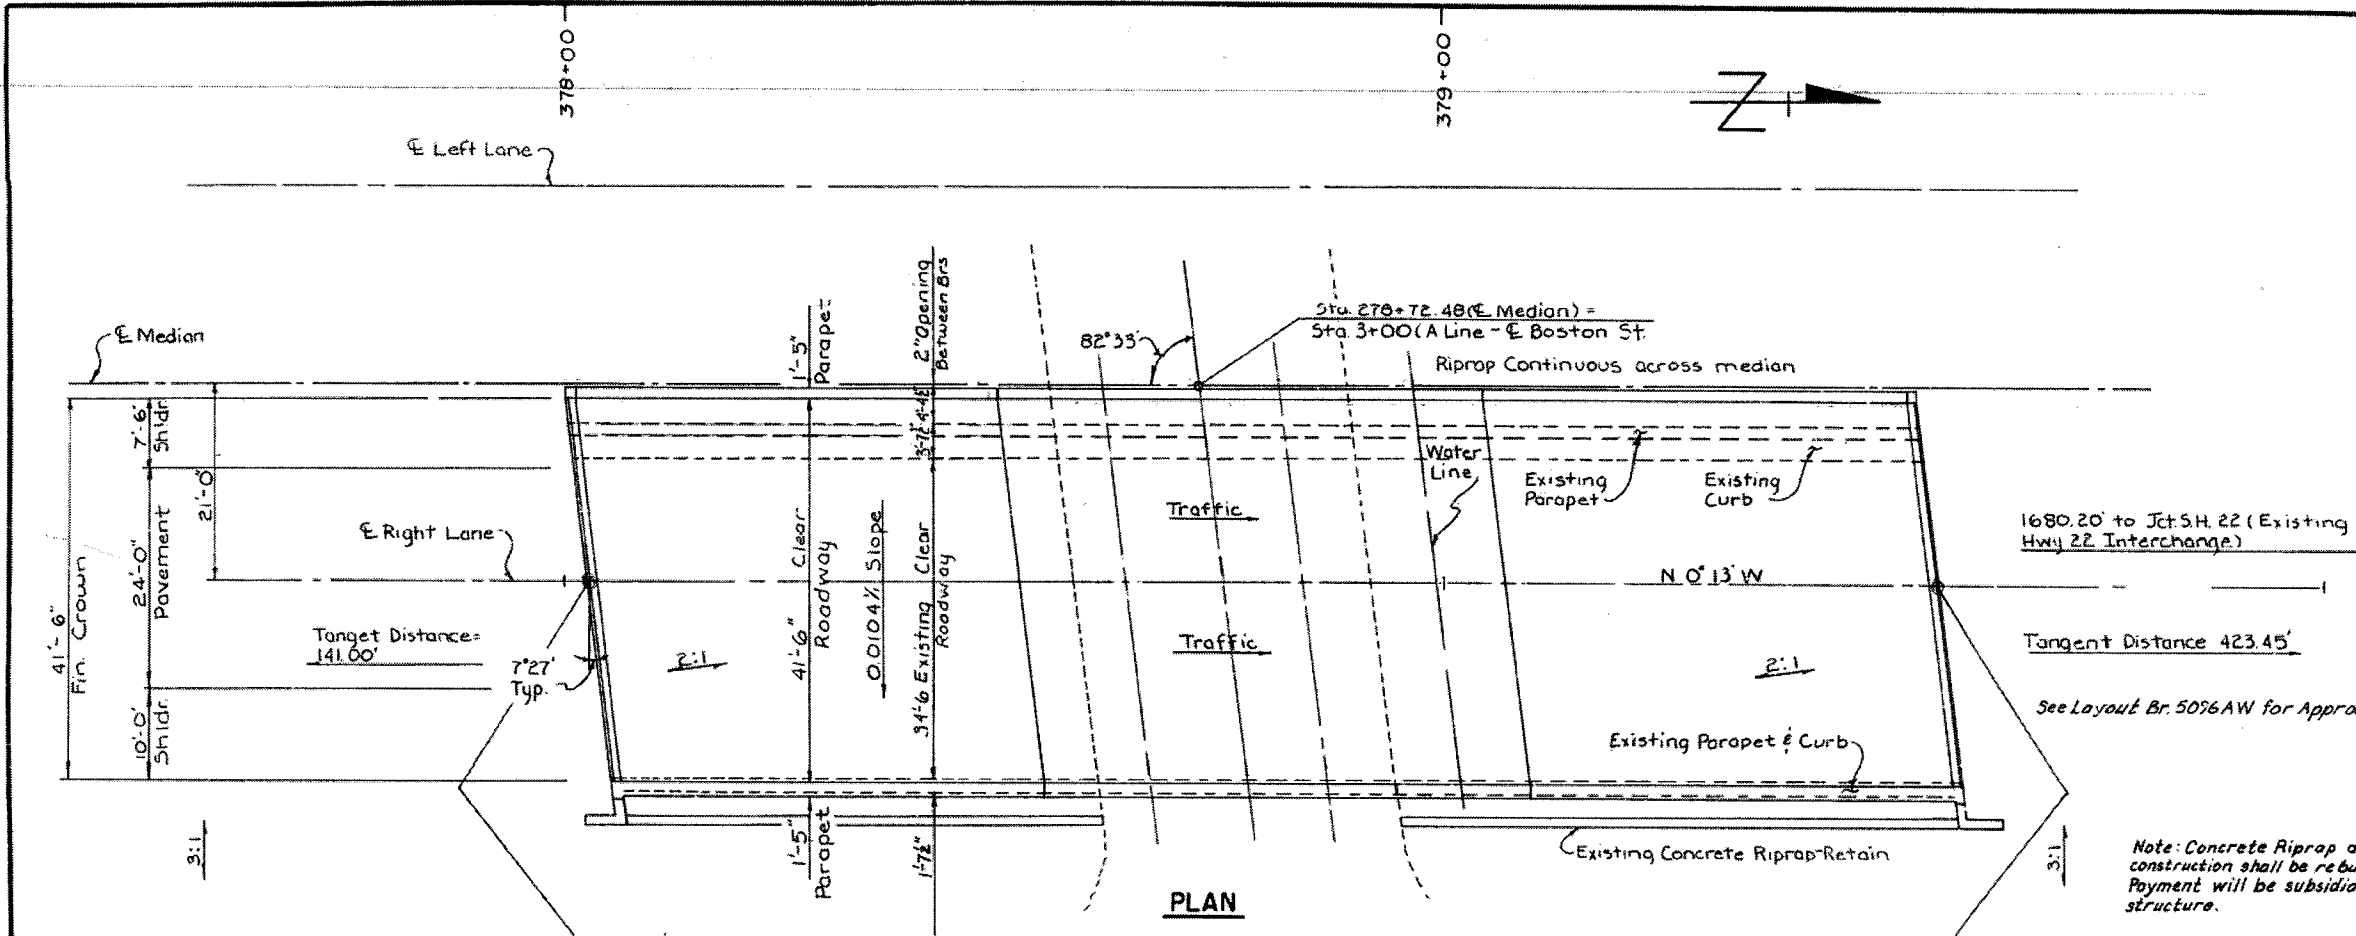 378+00
379+00
Z
℄ Left Lane
℄ Median
1'-5"
Parapet
2" Opening
Between Brs
82°33'
Sta. 278+72.48 (℄ Median) =
Sta. 3+00 (A Line - ℄ Boston St.
Riprap Continuous across median
7'-6"
Shldr.
21'-0"
24'-0"
Pavement
41'-6"
Fin. Crown
10'-0"
Shldr.
℄ Right Lane
Tanget Distance=
141.00'
7°27'
Typ.
2:1
41'-6" Clear
Roadway
0.0104% Slope
34'-6 Existing Clear
Roadway
Traffic
Traffic
Water
Line
Existing
Parapet
Existing
Curb
N 0° 13' W
2:1
1680.20' to Jct. S.H. 22 (Existing
Hwy 22 Interchange)
Tangent Distance 423.45'
See Layout Br. 5096AW for
Existing Parapet & Curb
3:1
1'-5"
Parapet
1'-7½"
Existing Concrete Riprap-Retain
3:1
PLAN
Note: Concrete Riprap
construction shall be
Payment will be
structure.